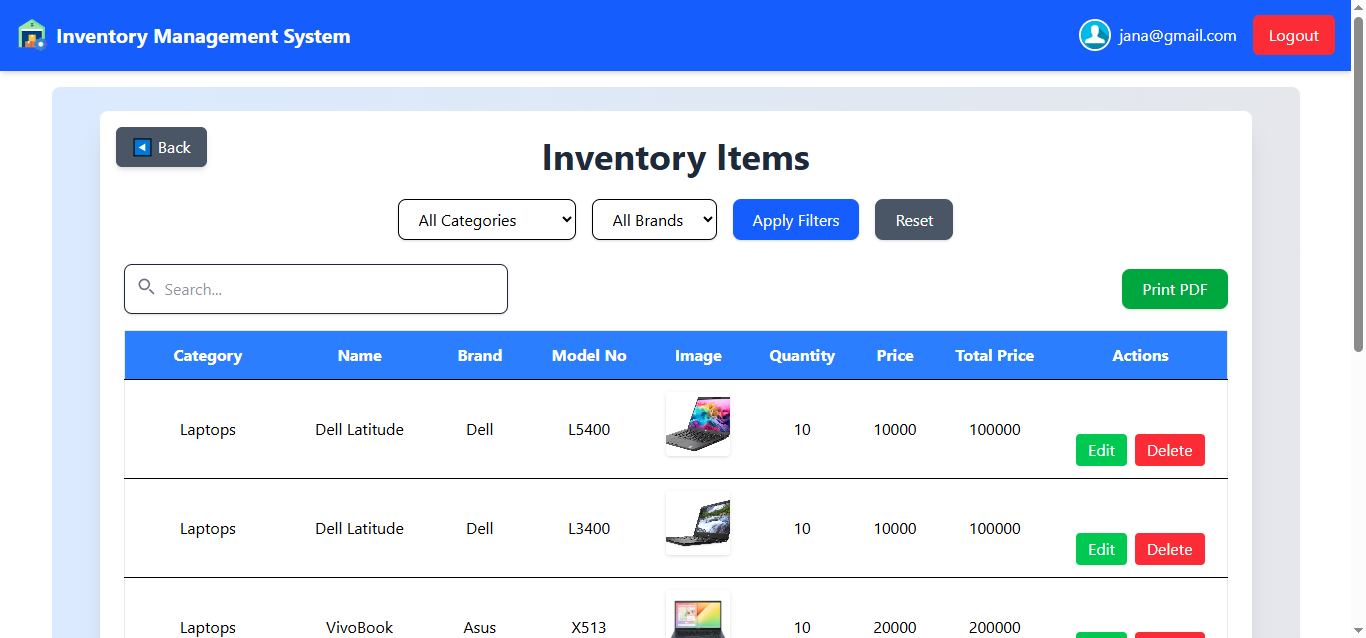 Inventory Management System jana@gmail.com Logout
Back
Inventory Items
All Categories All Brands Apply Filters Reset
Search... Print PDF
Category Name Brand Model No Image Quantity Price Total Price Actions
Laptops Dell Latitude Dell L5400 10 10000 100000 Edit Delete
Laptops Dell Latitude Dell L3400 10 10000 100000 Edit Delete
Laptops VivoBook Asus X513 10 20000 200000